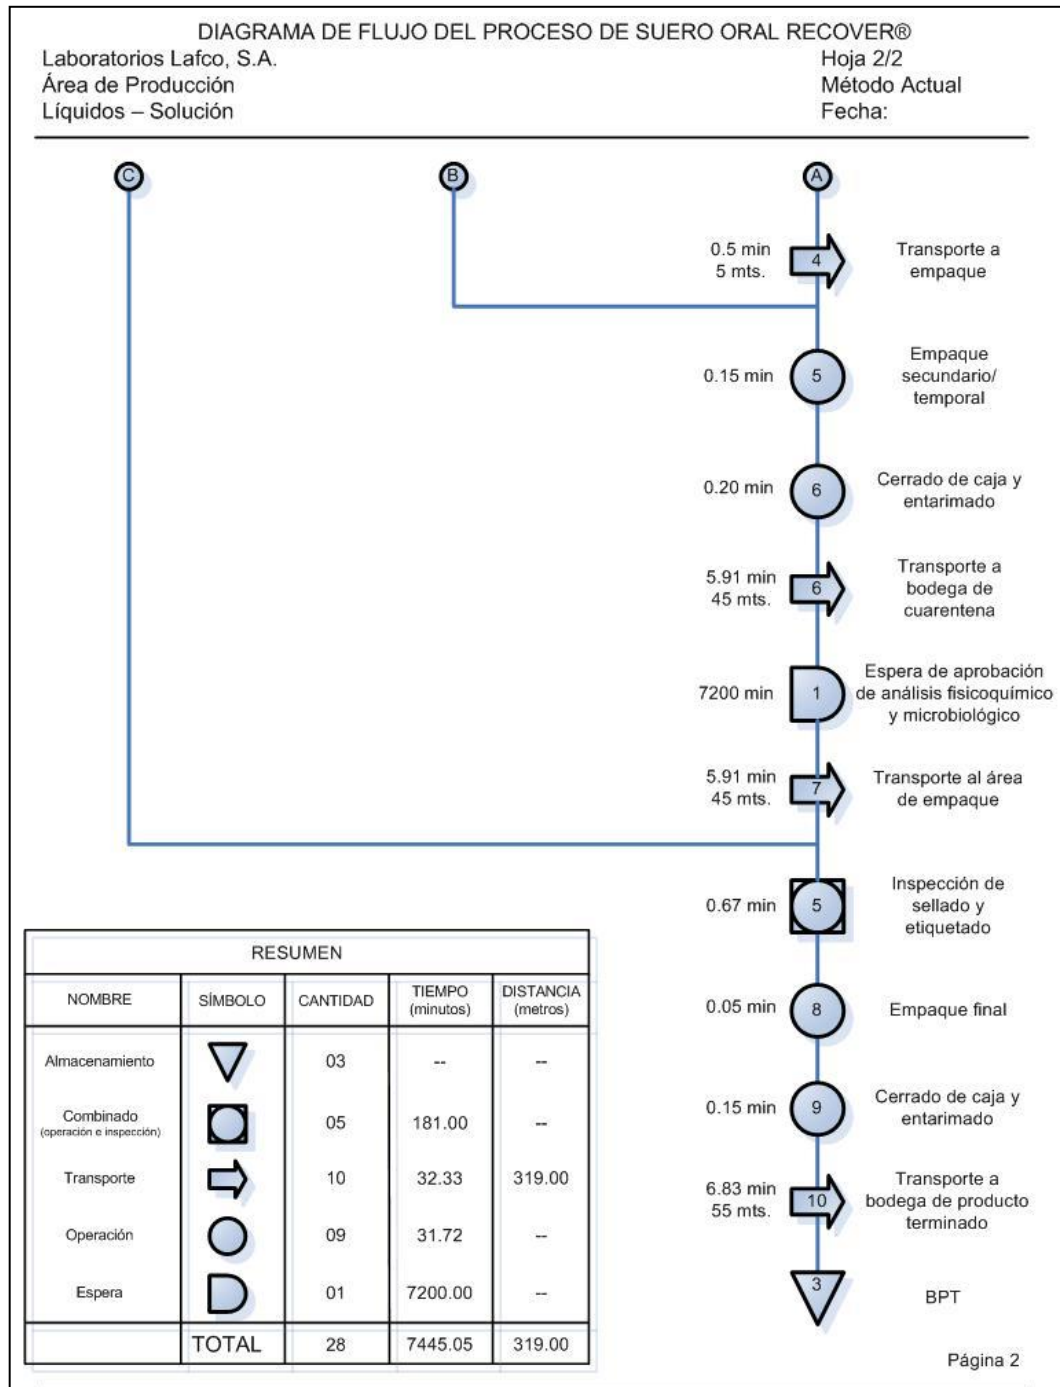 DIAGRAMA DE FLUJO DEL PROCESO DE SUERO ORAL RECOVER®
Laboratorios Lafco, S.A.
Hoja 2/2
Área de Producción
Método Actual
Líquidos – Solución
Fecha:
C
B
A
0.5 min
5 mts.
4
Transporte a
empaque
0.15 min
5
Empaque
secundario/
temporal
0.20 min
6
Cerrado de caja y
entarimado
5.91 min
45 mts.
6
Transporte a
bodega de
cuarentena
7200 min
1
Espera de aprobación
de análisis fisicoquímico
y microbiológico
5.91 min
45 mts.
7
Transporte al área
de empaque
0.67 min
5
Inspección de
sellado y
etiquetado
0.05 min
8
Empaque final
0.15 min
9
Cerrado de caja y
entarimado
6.83 min
55 mts.
10
Transporte a
bodega de producto
terminado
3
BPT
RESUMEN
NOMBRE SÍMBOLO CANTIDAD TIEMPO (minutos) DISTANCIA (metros)
Almacenamiento 03 -- --
Combinado (operación e inspección) 05 181.00 --
Transporte 10 32.33 319.00
Operación 09 31.72 --
Espera 01 7200.00 --
TOTAL 28 7445.05 319.00
Página 2